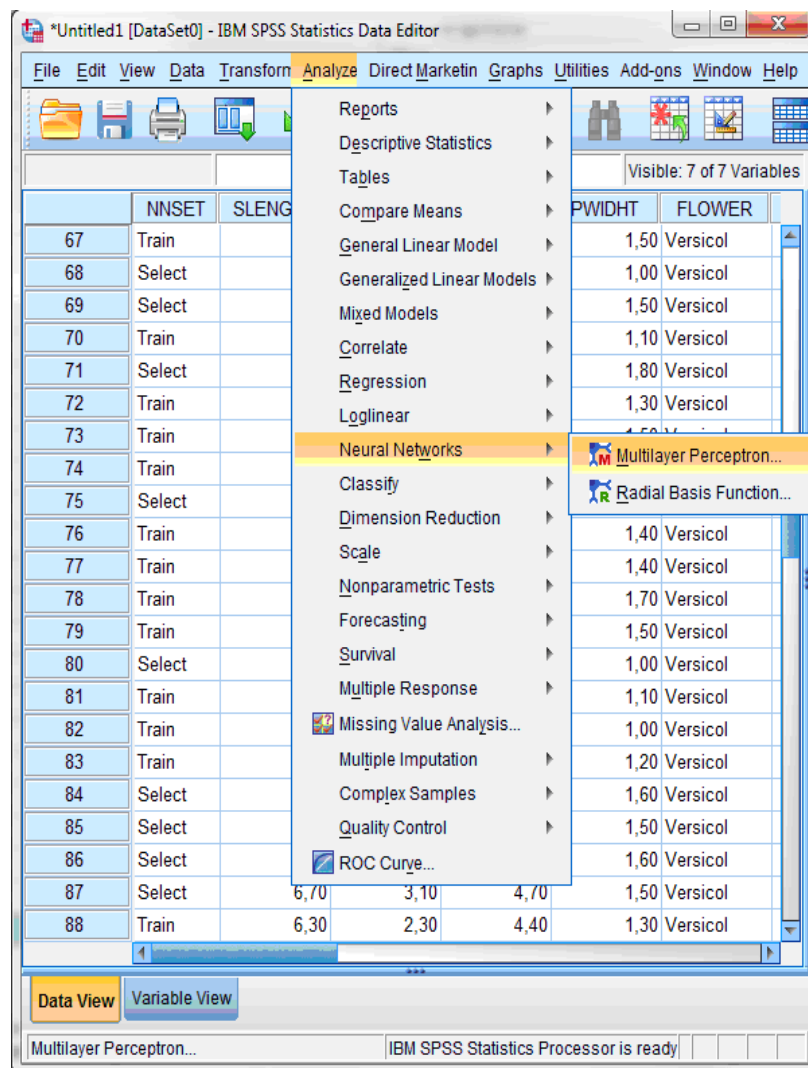 *Untitled1 [DataSet0] - IBM SPSS Statistics Data Editor
File Edit View Data Transform Analyze Direct Marketin Graphs Utilities Add-ons Window Help
Visible: 7 of 7 Variables
NNSET SLENG PWIDHT FLOWER
67 Train 1,50 Versicol
68 Select 1,00 Versicol
69 Select 1,50 Versicol
70 Train 1,10 Versicol
71 Select 1,80 Versicol
72 Train 1,30 Versicol
73 Train
74 Train
75 Select
76 Train 1,40 Versicol
77 Train 1,40 Versicol
78 Train 1,70 Versicol
79 Train 1,50 Versicol
80 Select 1,00 Versicol
81 Train 1,10 Versicol
82 Train 1,00 Versicol
83 Train 1,20 Versicol
84 Select 1,60 Versicol
85 Select 1,50 Versicol
86 Select 1,60 Versicol
87 Select 6,70 3,10 4,70 1,50 Versicol
88 Train 6,30 2,30 4,40 1,30 Versicol
Reports
Descriptive Statistics
Tables
Compare Means
General Linear Model
Generalized Linear Models
Mixed Models
Correlate
Regression
Loglinear
Neural Networks
Classify
Dimension Reduction
Scale
Nonparametric Tests
Forecasting
Survival
Multiple Response
Missing Value Analysis...
Multiple Imputation
Complex Samples
Quality Control
ROC Curve...
Multilayer Perceptron...
Radial Basis Function...
Data View Variable View
Multilayer Perceptron... IBM SPSS Statistics Processor is ready